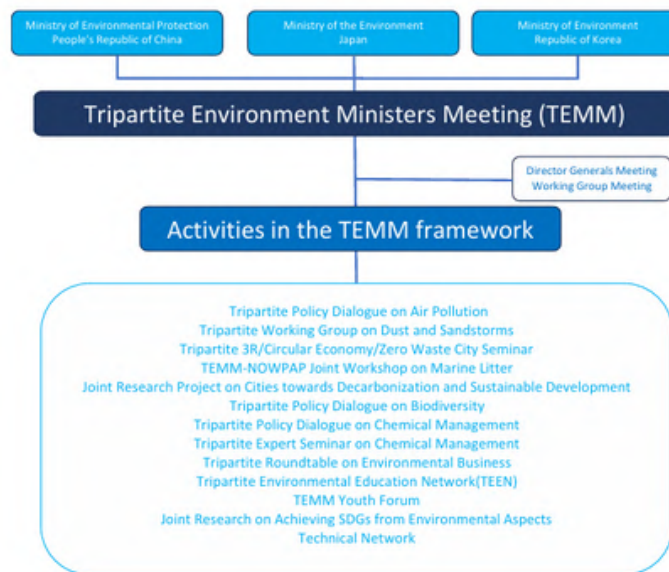 Ministry of Environmental Protection
People's Republic of China
Ministry of the Environment
Japan
Ministry of Environment
Republic of Korea
Tripartite Environment Ministers Meeting (TEMM)
Director Generals Meeting
Working Group Meeting
Activities in the TEMM framework
Tripartite Policy Dialogue on Air Pollution
Tripartite Working Group on Dust and Sandstorms
Tripartite 3R/Circular Economy/Zero Waste City Seminar
TEMM-NOWPAP Joint Workshop on Marine Litter
Joint Research Project on Cities towards Decarbonization and Sustainable Development
Tripartite Policy Dialogue on Biodiversity
Tripartite Policy Dialogue on Chemical Management
Tripartite Expert Seminar on Chemical Management
Tripartite Roundtable on Environmental Business
Tripartite Environmental Education Network(TEEN)
TEMM Youth Forum
Joint Research on Achieving SDGs from Environmental Aspects
Technical Network